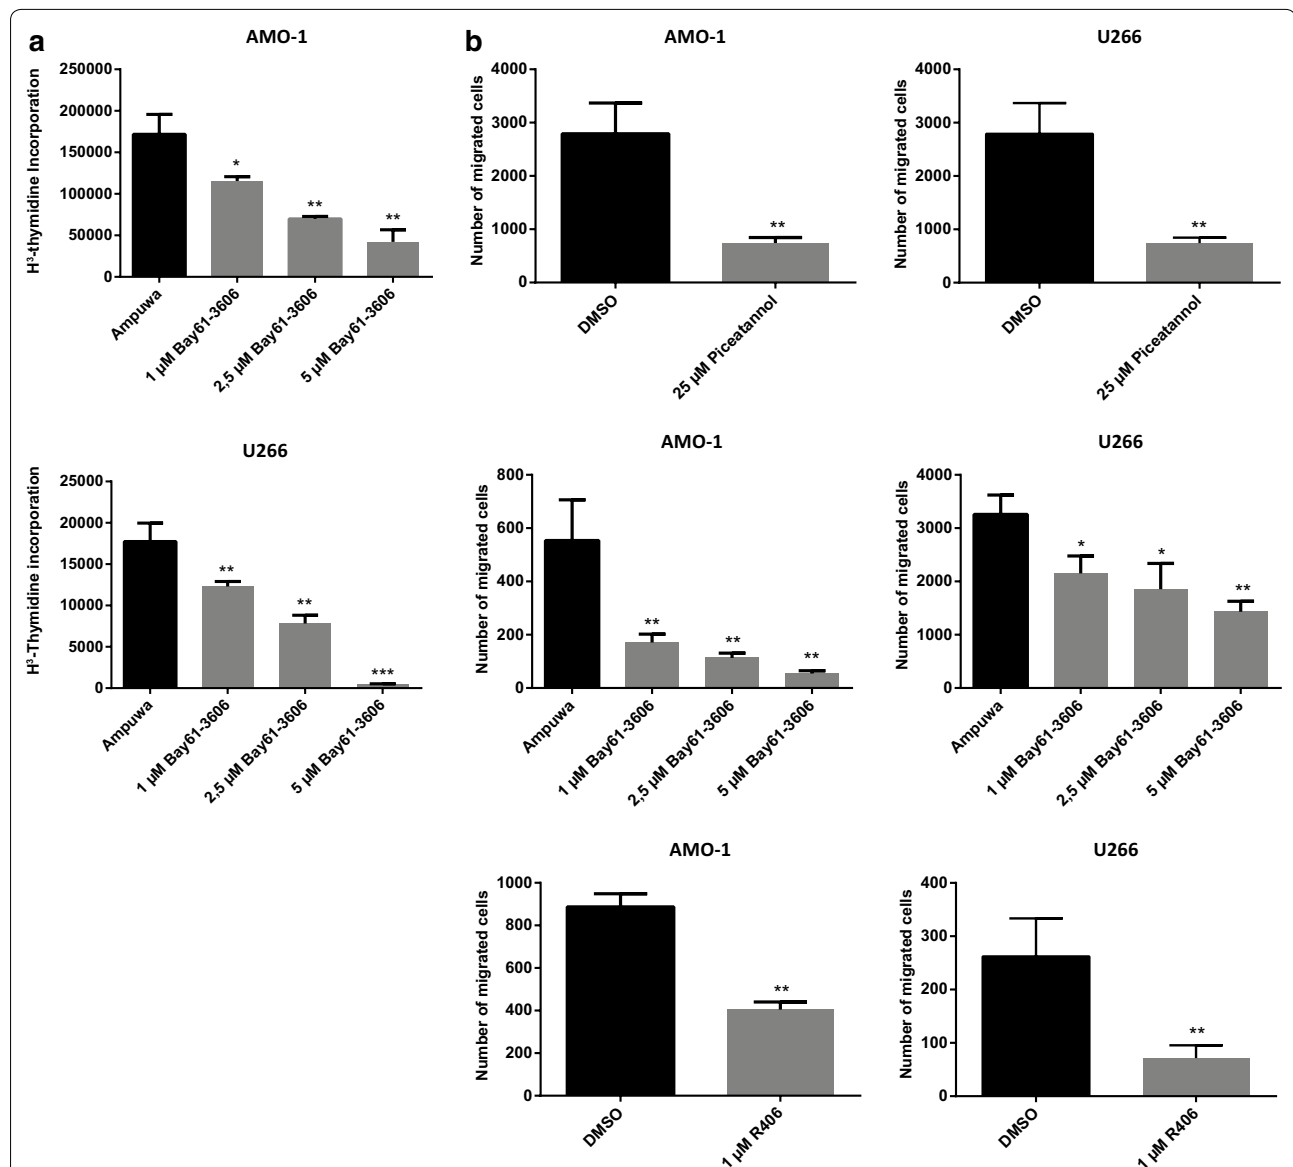 a
AMO-1
H³-thymidine Incorporation
250000
200000
150000
100000
50000
0
*
**
**
Ampuwa
1 µM Bay61-3606
2,5 µM Bay61-3606
5 µM Bay61-3606
U266
H³-Thymidine incorporation
25000
20000
15000
10000
5000
0
**
**
***
Ampuwa
1 µM Bay61-3606
2,5 µM Bay61-3606
5 µM Bay61-3606
b
AMO-1
Number of migrated cells
4000
3000
2000
1000
0
**
DMSO
25 µM Piceatannol
U266
Number of migrated cells
4000
3000
2000
1000
0
**
DMSO
25 µM Piceatannol
AMO-1
Number of migrated cells
800
600
400
200
0
**
**
**
Ampuwa
1 µM Bay61-3606
2,5 µM Bay61-3606
5 µM Bay61-3606
U266
Number of migrated cells
4000
3000
2000
1000
0
*
*
**
Ampuwa
1 µM Bay61-3606
2,5 µM Bay61-3606
5 µM Bay61-3606
AMO-1
Number of migrated cells
1000
800
600
400
200
0
**
DMSO
1 µM R406
U266
Number of migrated cells
400
300
200
100
0
**
DMSO
1 µM R406